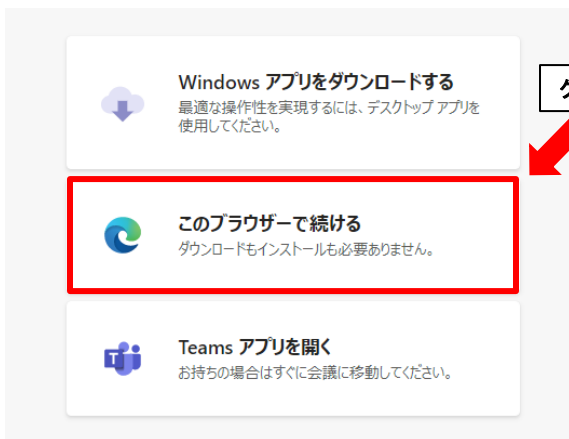 Windows アプリをダウンロードする
最適な操作性を実現するには、デスクトップ アプリを
使用してください。
このブラウザーで続ける
ダウンロードもインストールも必要ありません。
Teams アプリを開く
お持ちの場合はすぐに会議に移動してください。